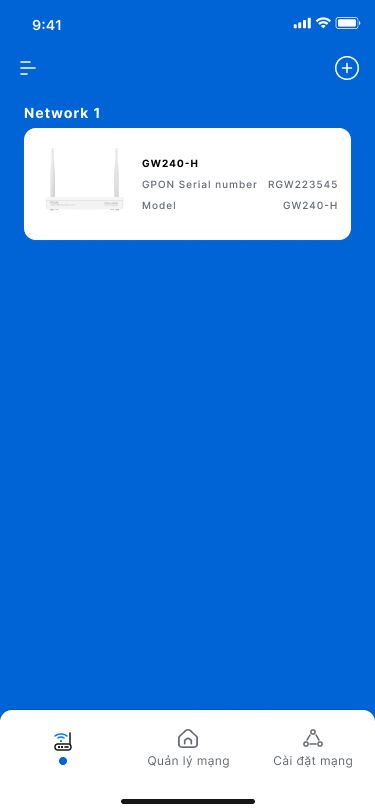 9:41
Network 1
GW240-H
GPON Serial number RGW223545
Model GW240-H
Quản lý mạng Cài đặt mạng